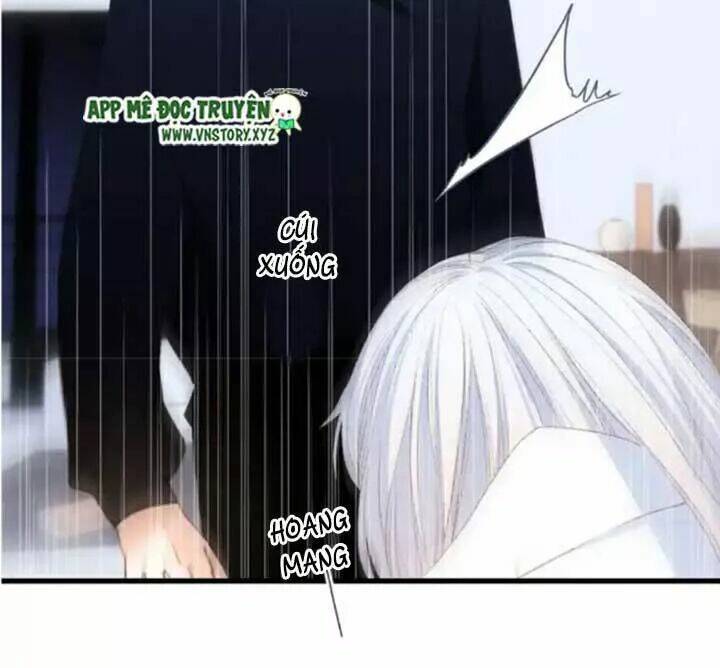 APP MÊ ĐỌC TRUYỆN
WWW.VNSTORY.XYZ
CÚI
XUỐNG
HOANG
MANG